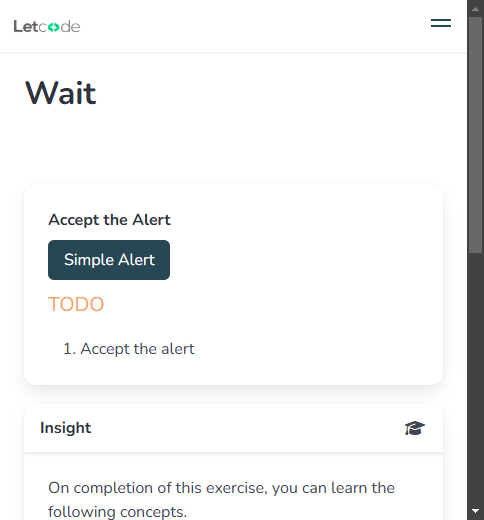 Letcode
Wait
Accept the Alert
Simple Alert
TODO
1. Accept the alert
Insight
On completion of this exercise, you can learn the
following concepts.